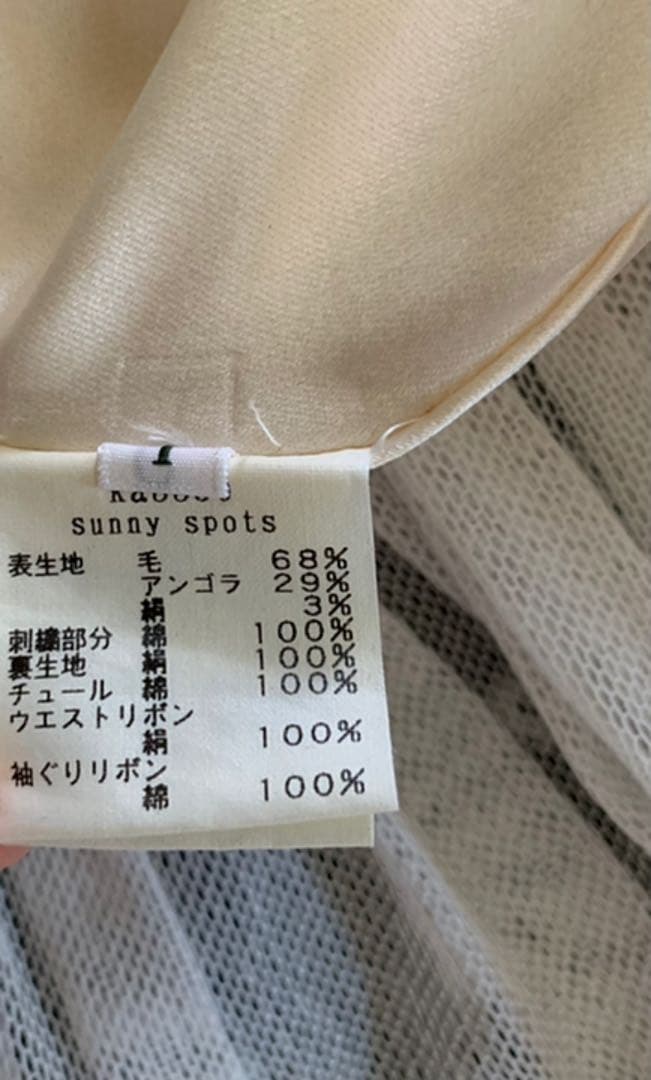 sunny spots
表生地 毛 68%
アンゴラ 29%
絹 3%
刺繍部分 綿 100%
裏生地 絹 100%
チュール 綿 100%
ウエストリボン
絹 100%
袖ぐりリボン
綿 100%